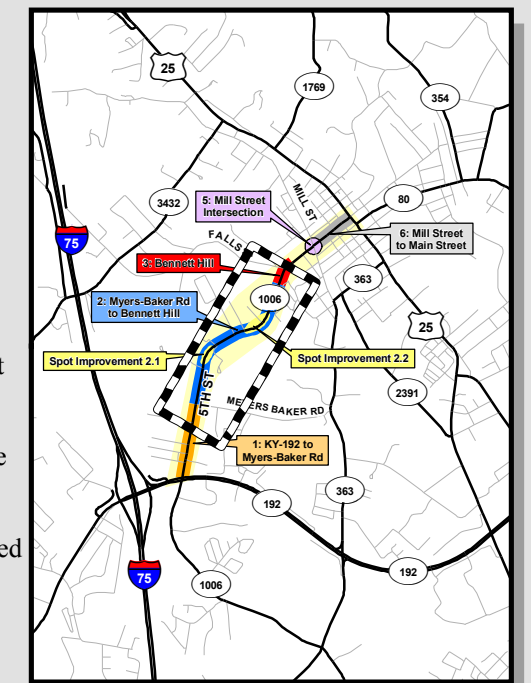 25
1769
354
3432
MILL ST
80
5: Mill Street
Intersection
6: Mill Street
to Main Street
75
FALLS
3: Bennett Hill
363
1006
2: Myers-Baker Rd
to Bennett Hill
25
Spot Improvement 2.1
Spot Improvement 2.2
t
5TH ST
MEYERS BAKER RD
2391
1: KY-192 to
Myers-Baker Rd
e
363
192
ed
75
192
1006